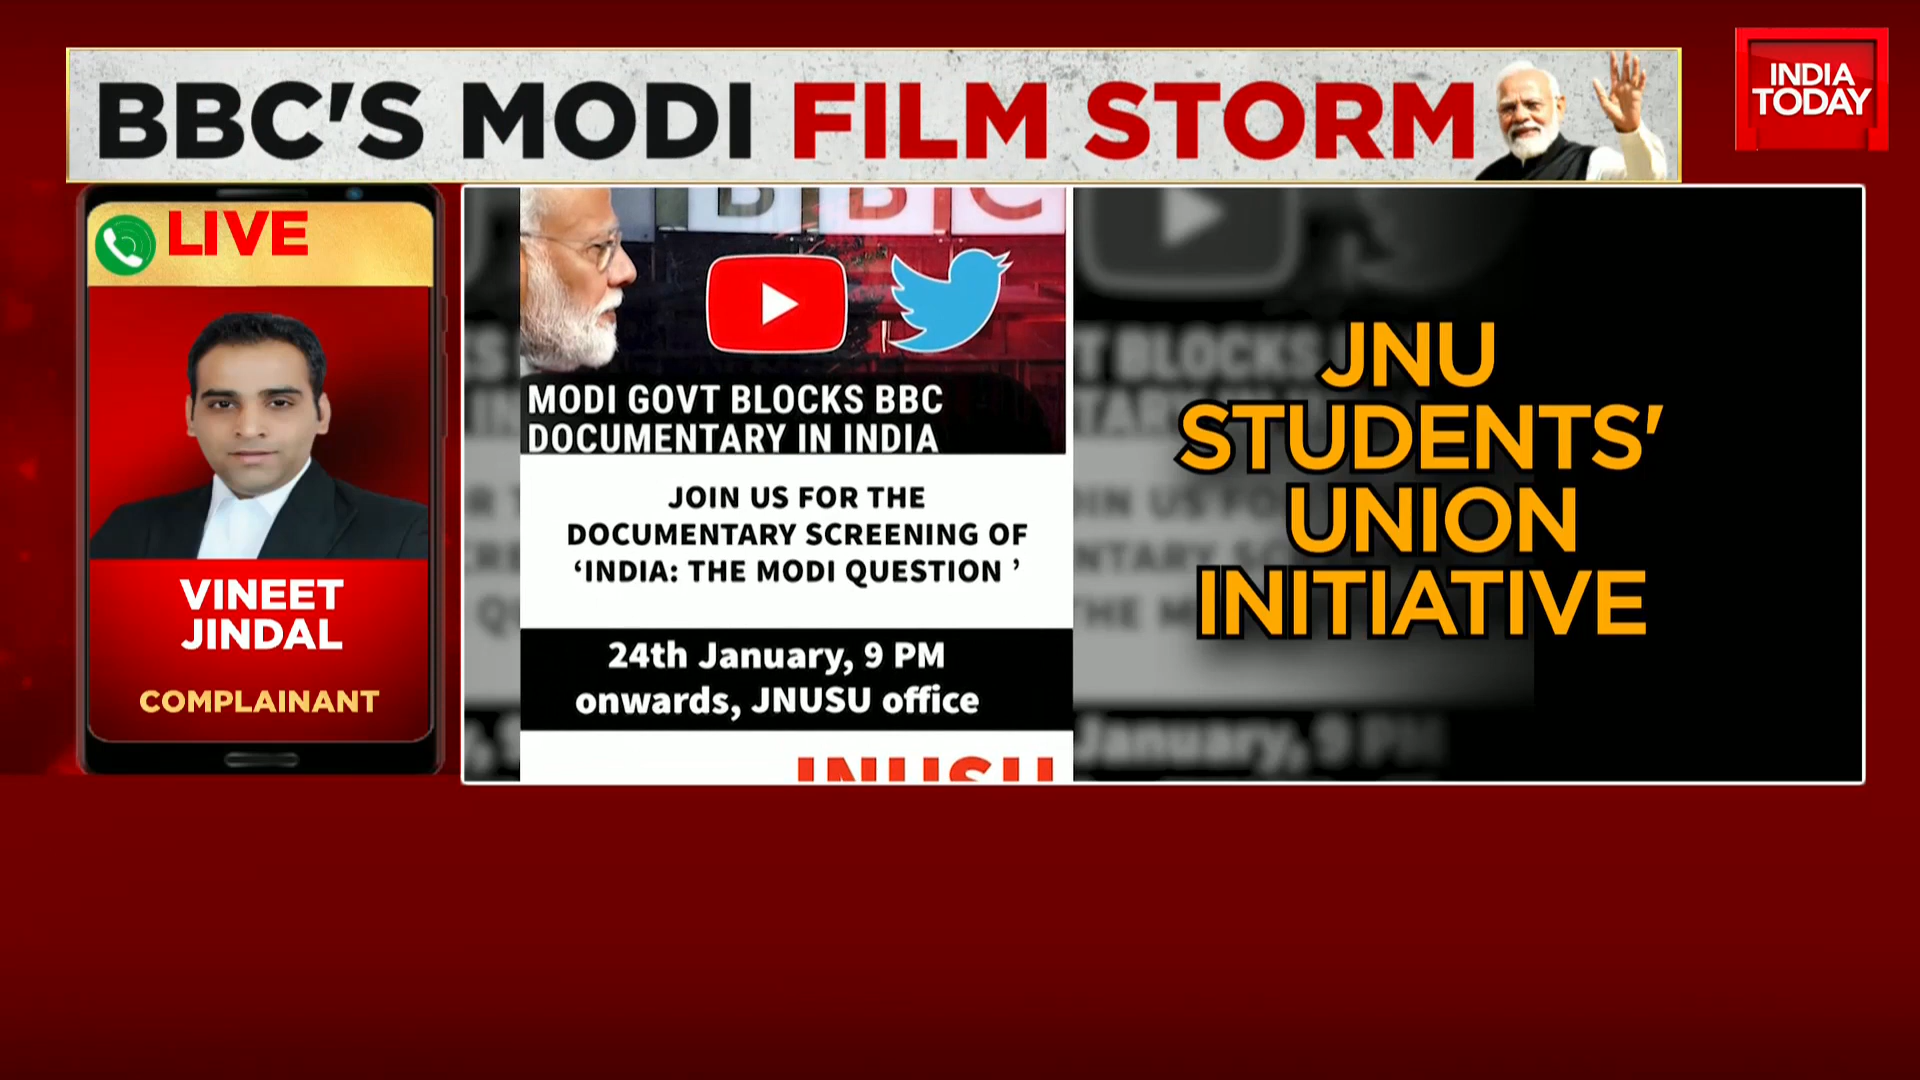 BBC'S MODI FILM STORM
INDIA
TODAY
LIVE
VINEET
JINDAL
COMPLAINANT
BBC
MODI GOVT BLOCKS BBC
DOCUMENTARY IN INDIA
JOIN US FOR THE
DOCUMENTARY SCREENING OF
‘INDIA: THE MODI QUESTION ’
24th January, 9 PM
onwards, JNUSU office
JNUSU
JNU
STUDENTS'
UNION
INITIATIVE